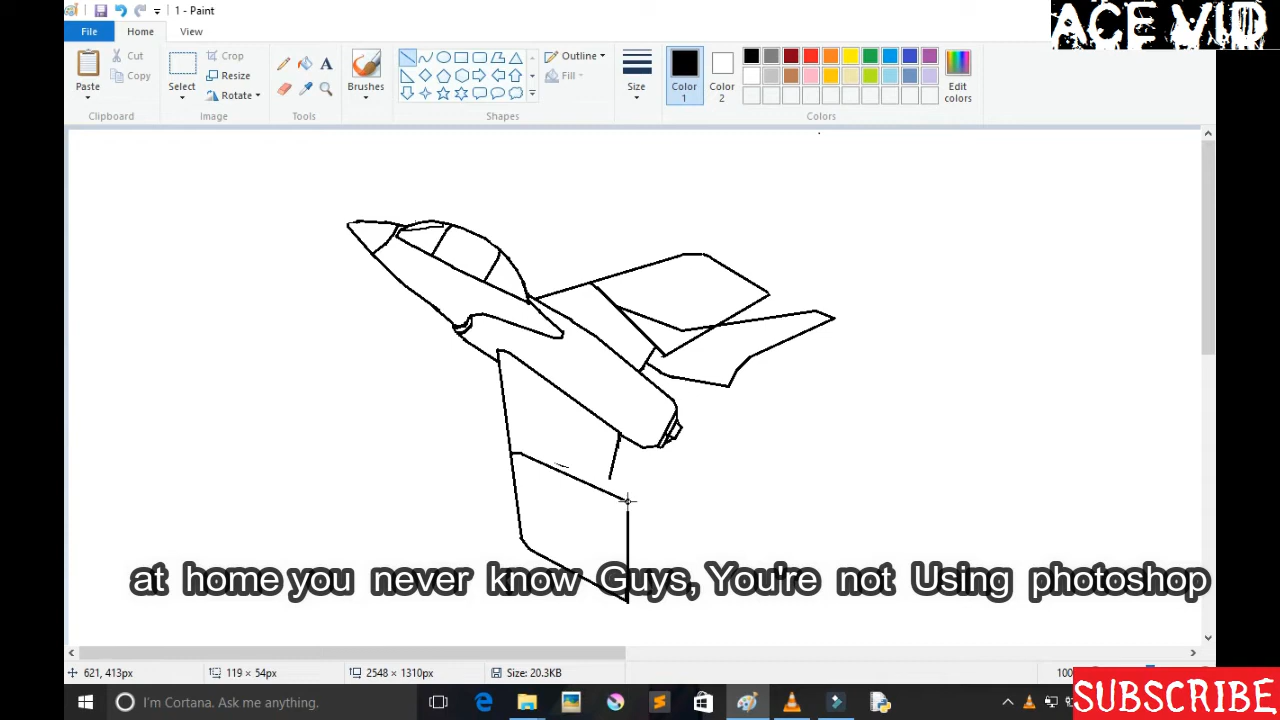 1 - Paint
ACE VID
File Home View
Cut Crop Outline
Copy Resize Fill
Paste Select Rotate Brushes Size Color 1 Color 2 Edit colors
Clipboard Image Tools Shapes Colors
at home you never know Guys, You're not Using photoshop
621, 413px 119 × 54px 2548 × 1310px Size: 20.3KB 100
I'm Cortana. Ask me anything.
SUBSCRIBE